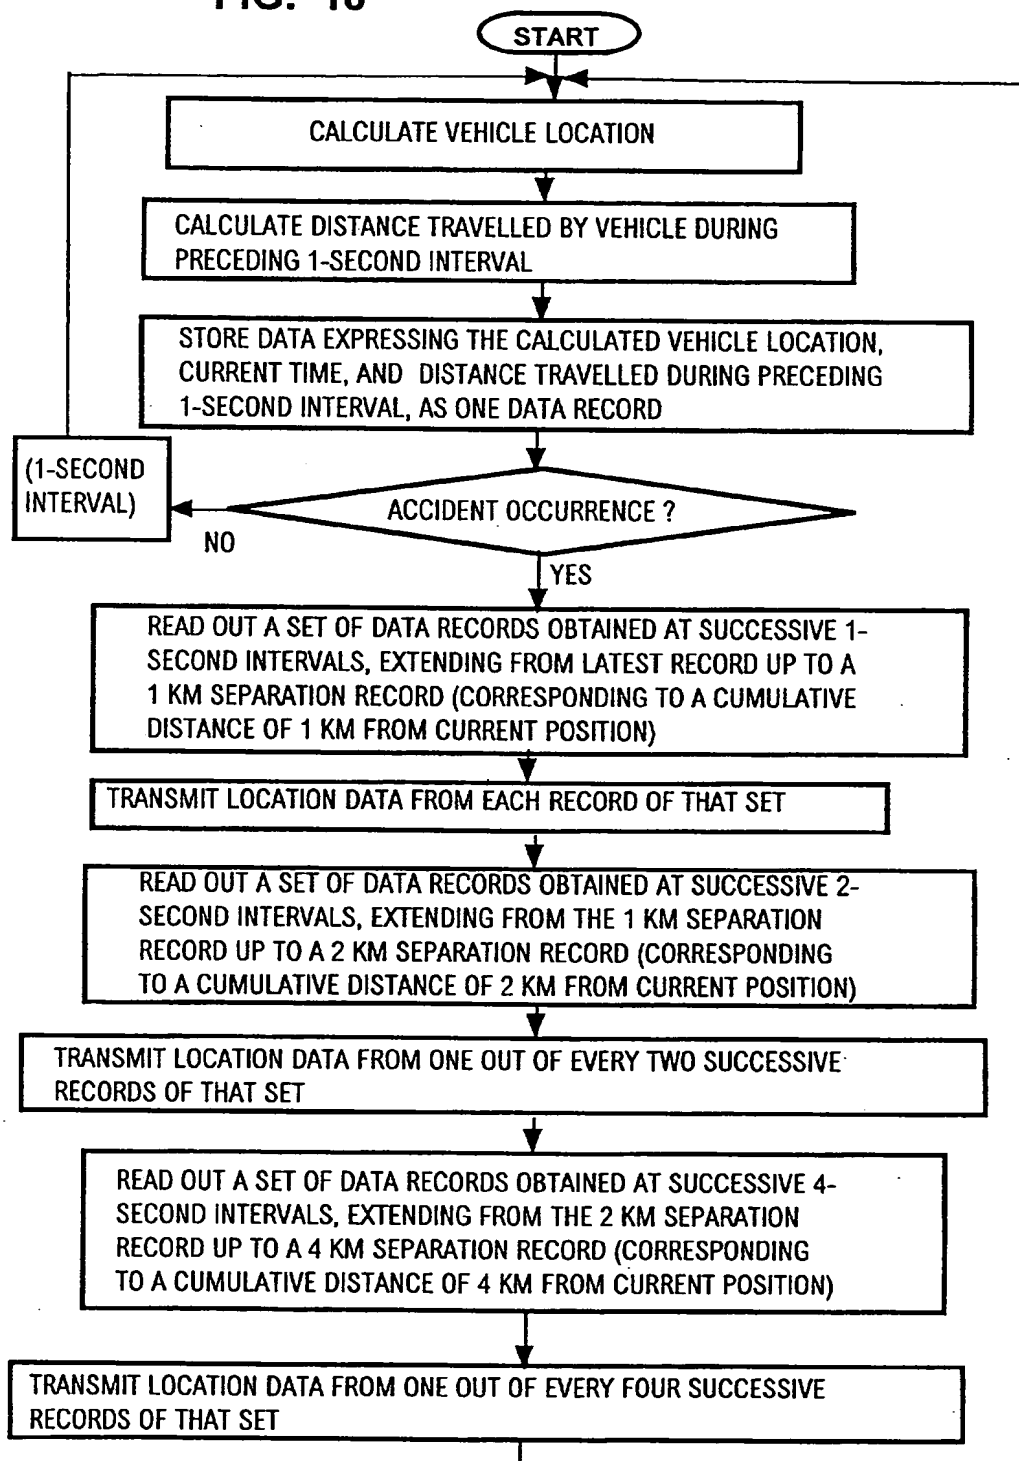 START
CALCULATE VEHICLE LOCATION
CALCULATE DISTANCE TRAVELLED BY VEHICLE DURING
PRECEDING 1-SECOND INTERVAL
STORE DATA EXPRESSING THE CALCULATED VEHICLE LOCATION,
CURRENT TIME, AND DISTANCE TRAVELLED DURING PRECEDING
1-SECOND INTERVAL, AS ONE DATA RECORD
(1-SECOND
INTERVAL)
ACCIDENT OCCURRENCE ?
NO
YES
READ OUT A SET OF DATA RECORDS OBTAINED AT SUCCESSIVE 1-
SECOND INTERVALS, EXTENDING FROM LATEST RECORD UP TO A
1 KM SEPARATION RECORD (CORRESPONDING TO A CUMULATIVE
DISTANCE OF 1 KM FROM CURRENT POSITION)
TRANSMIT LOCATION DATA FROM EACH RECORD OF THAT SET
READ OUT A SET OF DATA RECORDS OBTAINED AT SUCCESSIVE 2-
SECOND INTERVALS, EXTENDING FROM THE 1 KM SEPARATION
RECORD UP TO A 2 KM SEPARATION RECORD (CORRESPONDING
TO A CUMULATIVE DISTANCE OF 2 KM FROM CURRENT POSITION)
TRANSMIT LOCATION DATA FROM ONE OUT OF EVERY TWO SUCCESSIVE
RECORDS OF THAT SET
READ OUT A SET OF DATA RECORDS OBTAINED AT SUCCESSIVE 4-
SECOND INTERVALS, EXTENDING FROM THE 2 KM SEPARATION
RECORD UP TO A 4 KM SEPARATION RECORD (CORRESPONDING
TO A CUMULATIVE DISTANCE OF 4 KM FROM CURRENT POSITION)
TRANSMIT LOCATION DATA FROM ONE OUT OF EVERY FOUR SUCCESSIVE
RECORDS OF THAT SET